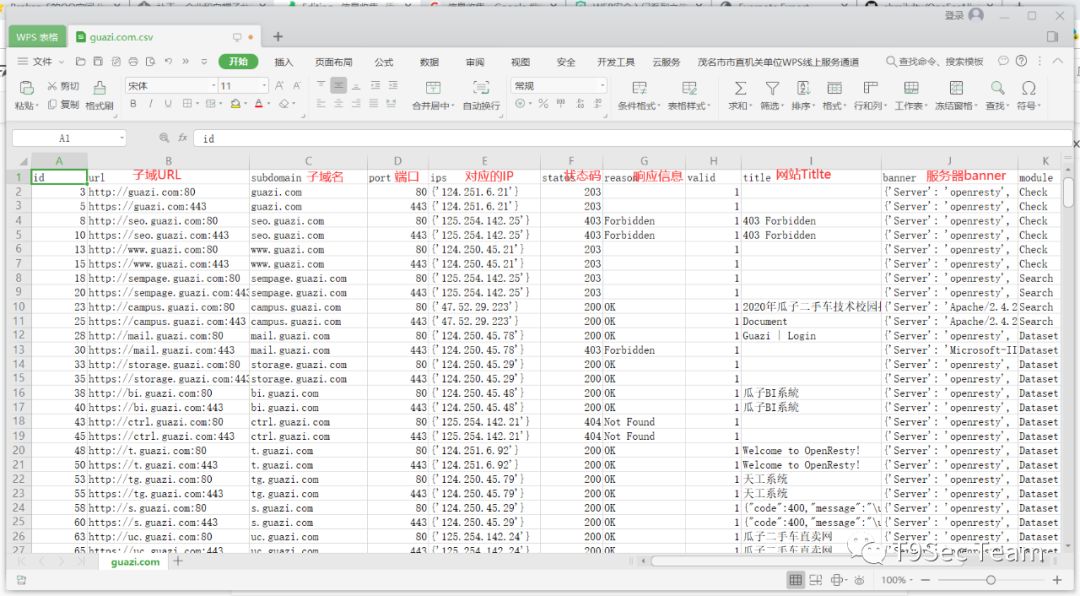 登录
WPS 表格 guazi.com.csv
文件 开始 插入 页面布局 公式 数据 审阅 视图 安全 开发工具 云服务 茂名市市直机关单位WPS线上服务通道 查找命令、搜索模板
粘贴 剪切 复制 格式刷 宋体 11 合并居中 自动换行 常规 条件格式 表格样式 求和 筛选 排序 格式 行和列 工作表 冻结窗格 查找 符号
A1 fx id
A B C D E F G H I J K
1 id url 子域URL subdomain 子域名 port 端口 ips 对应的IP status 状态码 reason 响应信息 valid title 网站Titlte banner 服务器banner module
2 3 http://guazi.com:80 guazi.com 80 {'124.251.6.21'} 203 1 {'Server': 'openresty', Check
3 5 https://guazi.com:443 guazi.com 443 {'124.251.6.21'} 203 1 {'Server': 'openresty', Check
4 8 http://seo.guazi.com:80 seo.guazi.com 80 {'125.254.142.25'} 403 Forbidden 1 403 Forbidden {'Server': 'openresty', Check
5 10 https://seo.guazi.com:443 seo.guazi.com 443 {'125.254.142.25'} 403 Forbidden 1 403 Forbidden {'Server': 'openresty', Check
6 13 http://www.guazi.com:80 www.guazi.com 80 {'124.250.45.21'} 203 1 {'Server': 'openresty', Check
7 15 https://www.guazi.com:443 www.guazi.com 443 {'124.250.45.21'} 203 1 {'Server': 'openresty', Check
8 18 http://sempage.guazi.com:80 sempage.guazi.com 80 {'125.254.142.25'} 203 1 {'Server': 'openresty', Search
9 20 https://sempage.guazi.com:443 sempage.guazi.com 443 {'125.254.142.25'} 203 1 {'Server': 'openresty', Search
10 23 http://campus.guazi.com:80 campus.guazi.com 80 {'47.52.29.223'} 200 OK 1 2020年瓜子二手车技术校园 {'Server': 'Apache/2.4.2 Search
11 25 https://campus.guazi.com:443 campus.guazi.com 443 {'47.52.29.223'} 200 OK 1 Document {'Server': 'Apache/2.4.2 Search
12 28 http://mail.guazi.com:80 mail.guazi.com 80 {'124.250.45.78'} 200 OK 1 Guazi | Login {'Server': 'openresty', Dataset
13 30 https://mail.guazi.com:443 mail.guazi.com 443 {'124.250.45.78'} 403 Forbidden 1 {'Server': 'Microsoft-II Dataset
14 33 http://storage.guazi.com:80 storage.guazi.com 80 {'124.250.45.29'} 200 OK 1 {'Server': 'openresty', Dataset
15 35 https://storage.guazi.com:443 storage.guazi.com 443 {'124.250.45.29'} 200 OK 1 {'Server': 'openresty', Dataset
16 38 http://bi.guazi.com:80 bi.guazi.com 80 {'124.250.45.48'} 200 OK 1 瓜子BI系統 {'Server': 'openresty', Dataset
17 40 https://bi.guazi.com:443 bi.guazi.com 443 {'124.250.45.48'} 200 OK 1 瓜子BI系統 {'Server': 'openresty', Dataset
18 43 http://ctrl.guazi.com:80 ctrl.guazi.com 80 {'125.254.142.21'} 404 Not Found 1 {'Server': 'openresty', Dataset
19 45 https://ctrl.guazi.com:443 ctrl.guazi.com 443 {'125.254.142.21'} 404 Not Found 1 {'Server': 'openresty', Dataset
20 48 http://t.guazi.com:80 t.guazi.com 80 {'124.251.6.92'} 200 OK 1 Welcome to OpenResty! {'Server': 'openresty', Dataset
21 50 https://t.guazi.com:443 t.guazi.com 443 {'124.251.6.92'} 200 OK 1 Welcome to OpenResty! {'Server': 'openresty', Dataset
22 53 http://tg.guazi.com:80 tg.guazi.com 80 {'124.250.45.79'} 200 OK 1 天工系统 {'Server': 'openresty', Dataset
23 55 https://tg.guazi.com:443 tg.guazi.com 443 {'124.250.45.79'} 200 OK 1 天工系统 {'Server': 'openresty', Dataset
24 58 http://s.guazi.com:80 s.guazi.com 80 {'124.250.45.29'} 200 OK 1 {"code":400,"message":"\u {'Server': 'openresty', Dataset
25 60 https://s.guazi.com:443 s.guazi.com 443 {'124.250.45.29'} 200 OK 1 {"code":400,"message":"\u {'Server': 'openresty', Dataset
26 63 http://uc.guazi.com:80 uc.guazi.com 80 {'125.254.142.24'} 200 OK 1 瓜子二手车直卖网 {'Server': 'openresty', Dataset
27 65 https://uc.guazi.com:443 uc.guazi.com 443 {'125.254.142.24'} 200 OK 1 瓜子二手车直卖网 {'Server': 'openresty', Dataset
guazi.com
T9Sec Team
100%